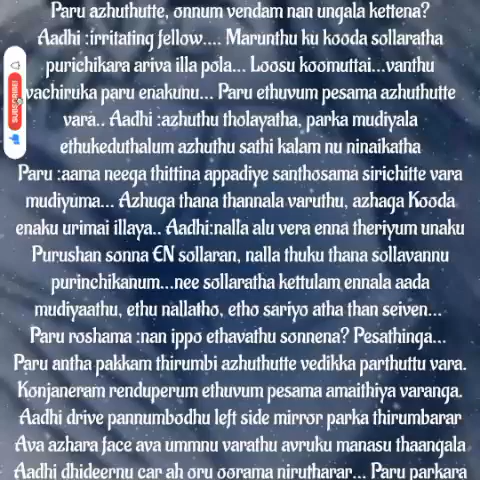 Paru azhuthutte, onnum vendam nan ungala kettena?
Aadhi :irritating fellow.... Marunthu ku kooda sollaratha
purichikara ariva illa pola... Loosu koomuttai...vanthu
vachiruka paru enakunu... Paru ethuvum pesama azhuthutte
vara.. Aadhi :azhuthu tholayatha, parka mudiyala
ethukeduthalum azhuthu sathi kalam nu ninaikatha
Paru :aama neega thittina appadiye santhosama sirichitte vara
mudiyuma... Azhuga thana thannala varuthu, azhaga Kooda
enaku urimai illaya.. Aadhi:nalla alu vera enna theriyum unaku
Purushan sonna EN sollaran, nalla thuku thana sollavannu
purinchikanum...nee sollaratha kettulam ennala aada
mudiyaathu, ethu nallatho, etho sariyo atha than seiven...
Paru roshama :nan ippo ethavathu sonnena? Pesathinga...
Paru antha pakkam thirumbi azhuthutte vedikka parthuttu vara.
Konjaneram renduperum ethuvum pesama amaithiya varanga.
Aadhi drive pannumbodhu left side mirror parka thirumbarar
Ava azhara face ava ummnu varathu avruku manasu thaangala
Aadhi dhideernu car ah oru oorama nirutharar... Paru parkara
SUBSCRIBE